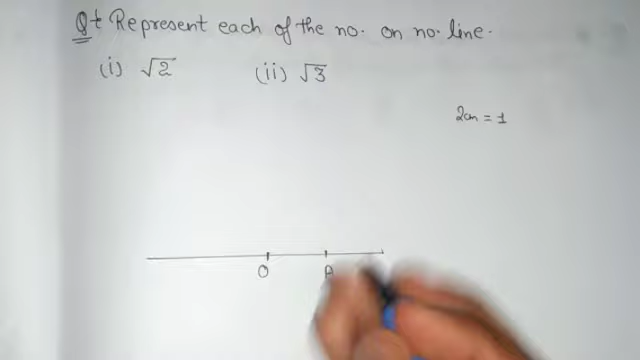 Q† Represent each of the no. on no. line.
(i) √2 (ii) √3
2cm = 1
O A